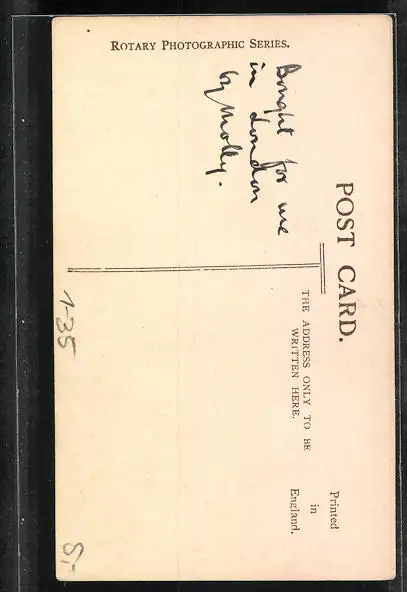 ROTARY PHOTOGRAPHIC SERIES.
POST CARD.
Bought for me
in London
by Molly.
THE ADDRESS ONLY TO BE
WRITTEN HERE.
Printed
in
England.
1-35
5,-